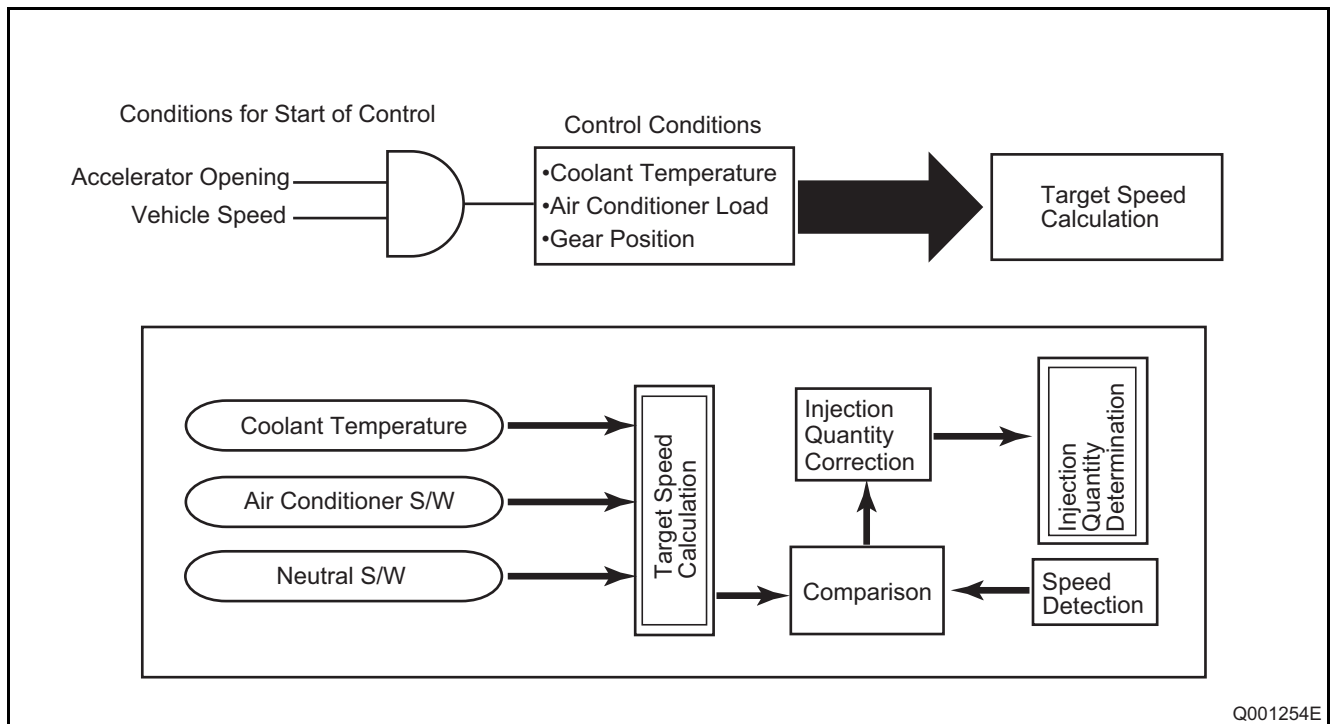 Conditions for Start of Control
Accelerator Opening
Vehicle Speed
Control Conditions
•Coolant Temperature
•Air Conditioner Load
•Gear Position
Target Speed
Calculation
Coolant Temperature
Air Conditioner S/W
Neutral S/W
Target Speed
Calculation
Injection
Quantity
Correction
Comparison
Injection
Quantity
Determination
Speed
Detection
Q001254E